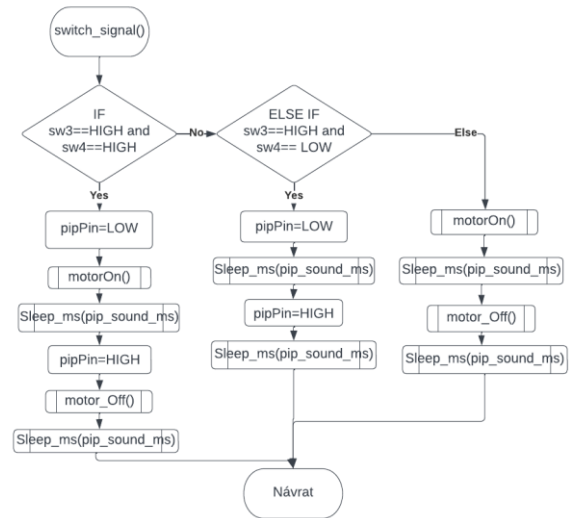 switch_signal()
IF
sw3==HIGH and
sw4==HIGH
No
ELSE IF
sw3==HIGH and
sw4== LOW
Else
Yes
pipPin=LOW
motorOn()
Sleep_ms(pip_sound_ms)
pipPin=HIGH
motor_Off()
Sleep_ms(pip_sound_ms)
Yes
pipPin=LOW
Sleep_ms(pip_sound_ms)
pipPin=HIGH
Sleep_ms(pip_sound_ms)
motorOn()
Sleep_ms(pip_sound_ms)
motor_Off()
Sleep_ms(pip_sound_ms)
Návrat